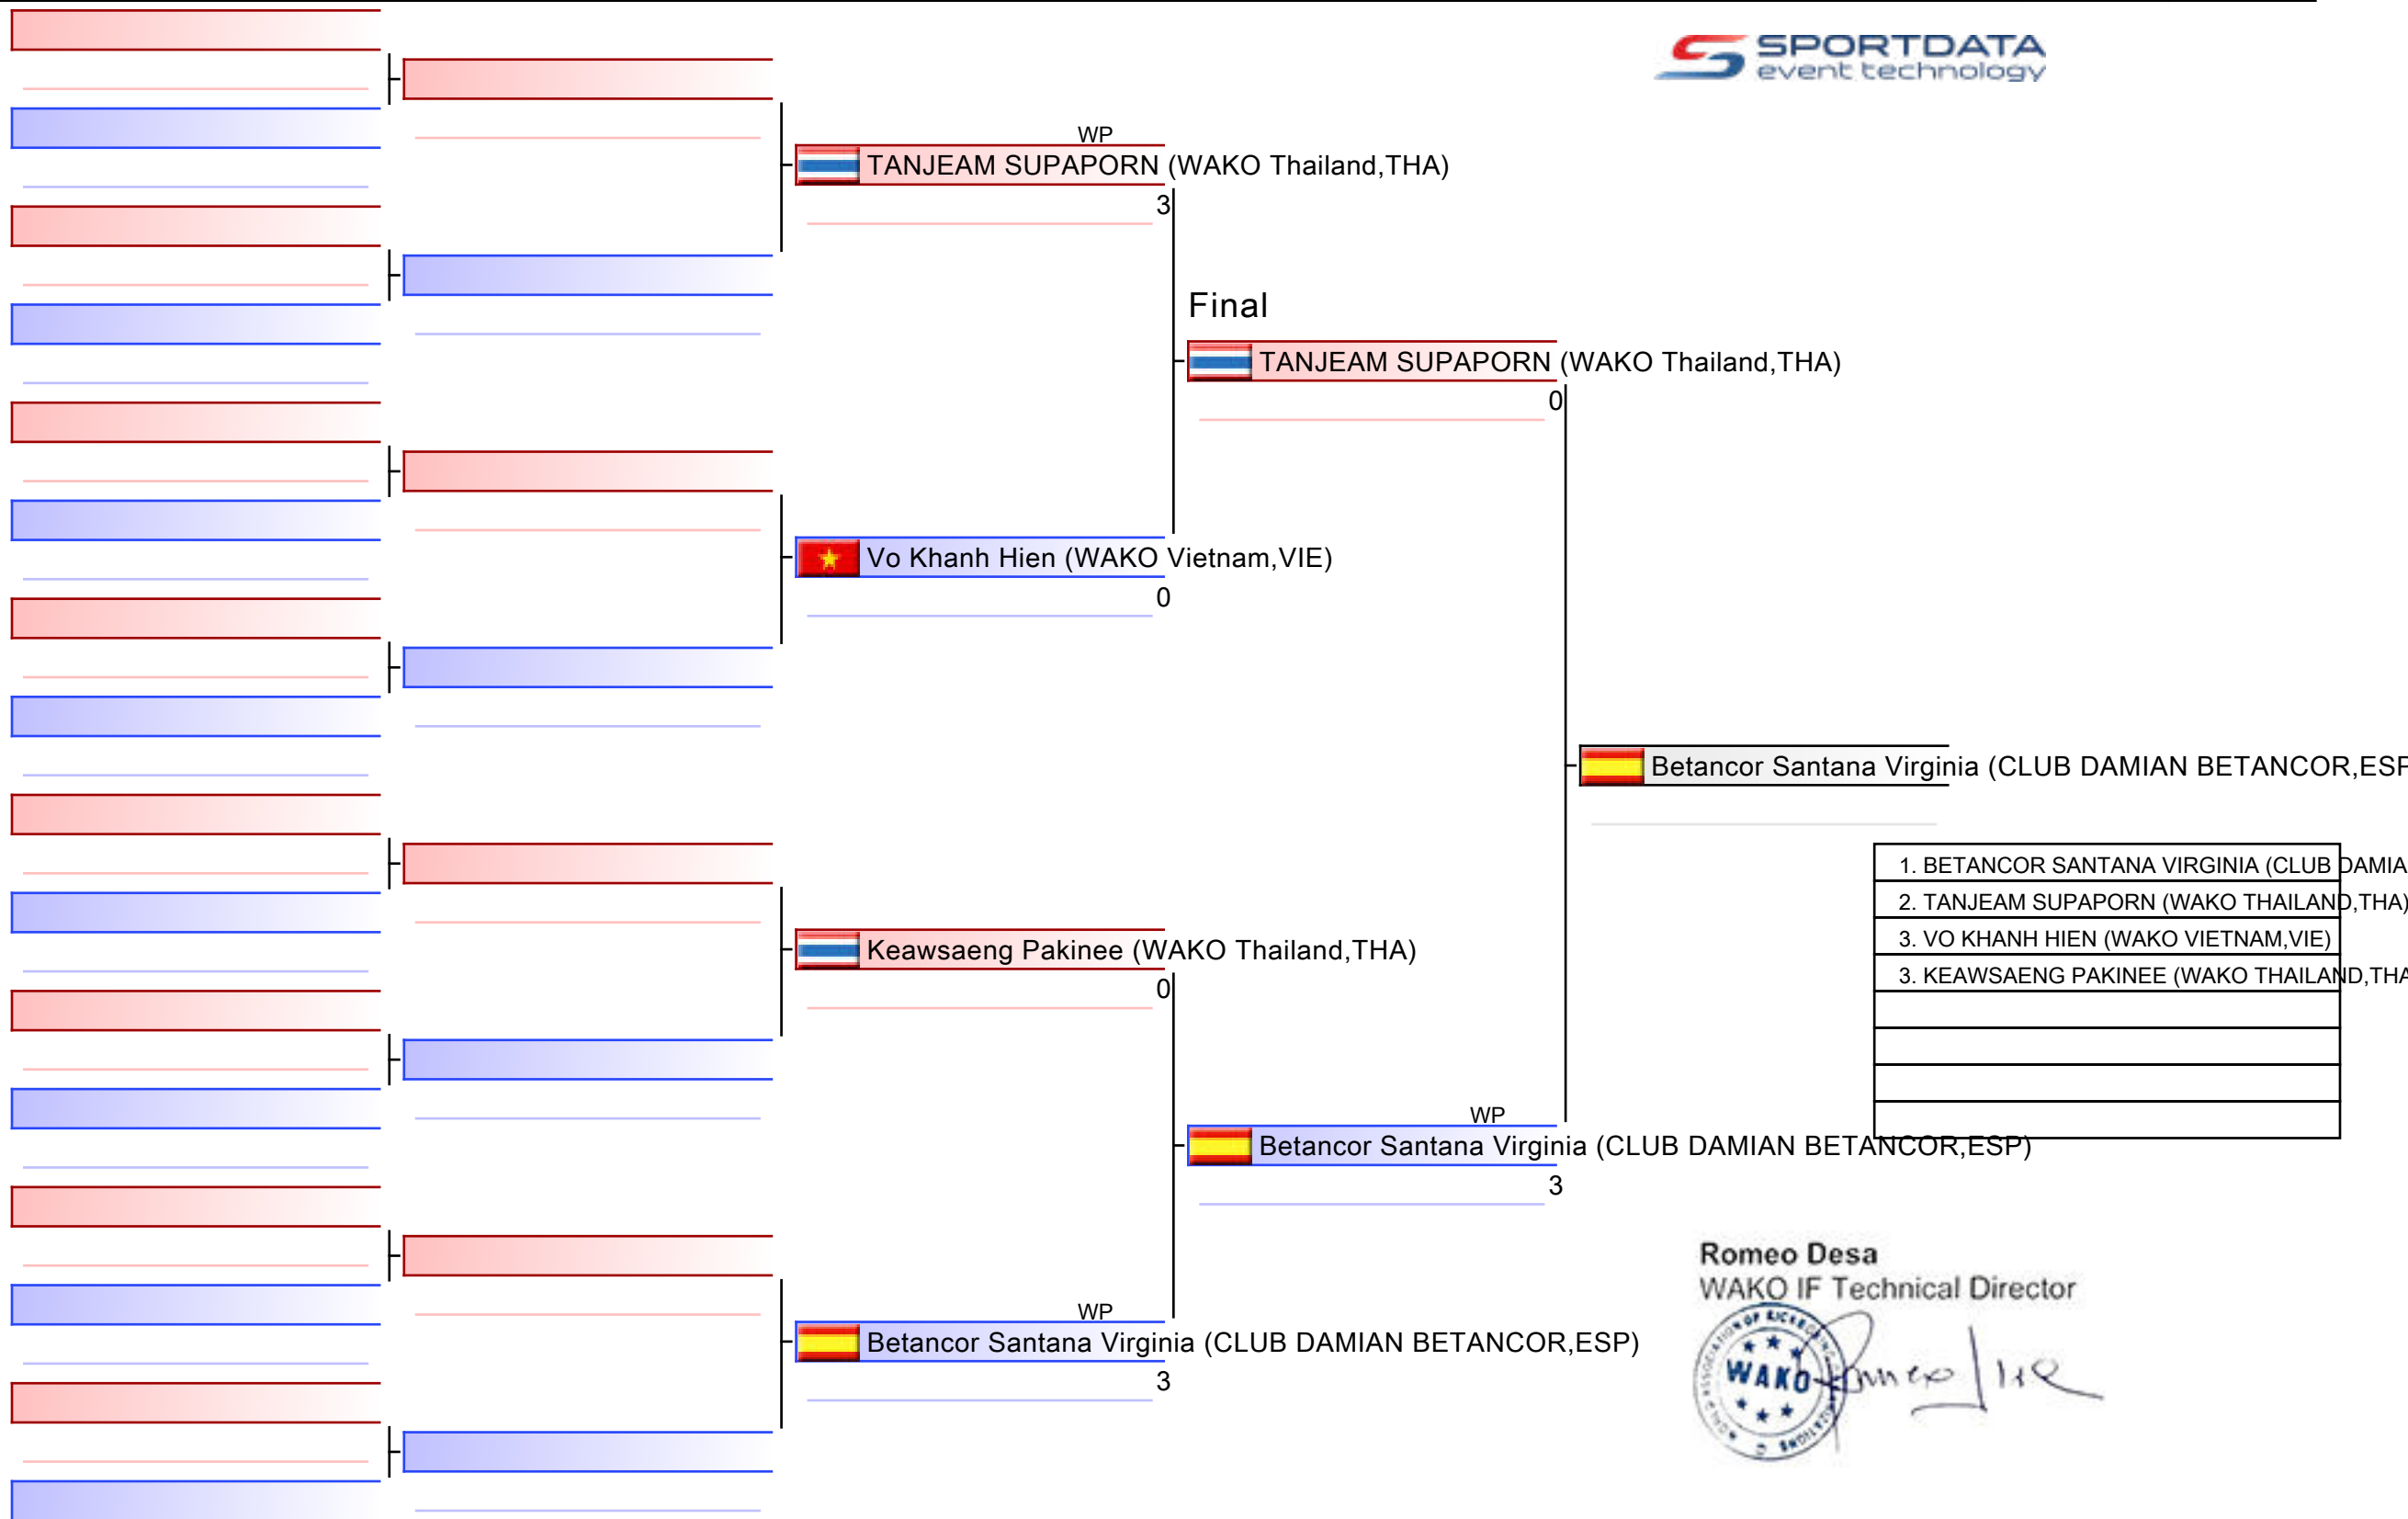 SPORTDATA
event technology
WP
TANJEAM SUPAPORN (WAKO Thailand,THA)
3
Final
TANJEAM SUPAPORN (WAKO Thailand,THA)
0
Vo Khanh Hien (WAKO Vietnam,VIE)
0
Betancor Santana Virginia (CLUB DAMIAN BETANCOR,ESP
1. BETANCOR SANTANA VIRGINIA (CLUB DAMIA
2. TANJEAM SUPAPORN (WAKO THAILAND,THA)
3. VO KHANH HIEN (WAKO VIETNAM,VIE)
3. KEAWSAENG PAKINEE (WAKO THAILAND,THA
Keawsaeng Pakinee (WAKO Thailand,THA)
0
WP
Betancor Santana Virginia (CLUB DAMIAN BETANCOR,ESP)
3
WP
Betancor Santana Virginia (CLUB DAMIAN BETANCOR,ESP)
3
Romeo Desa
WAKO IF Technical Director
WAKO